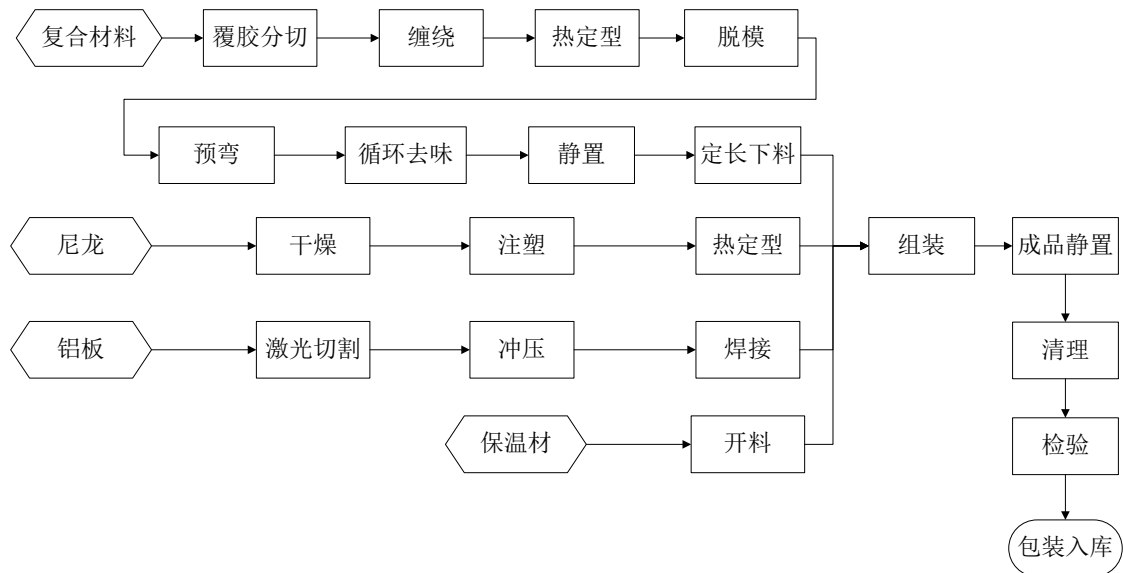 复合材料
覆胶分切
缠绕
热定型
脱模
预弯
循环去味
静置
定长下料
尼龙
干燥
注塑
热定型
组装
成品静置
铝板
激光切割
冲压
焊接
清理
保温材
开料
检验
包装入库